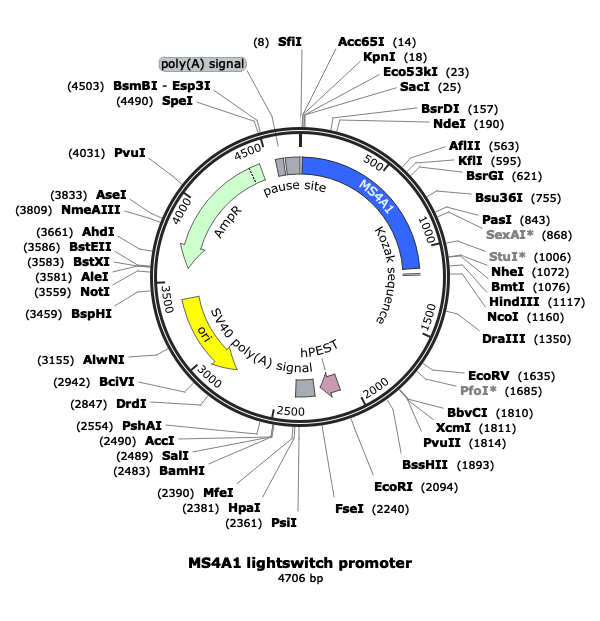 (8) SfiI
Acc65I (14)
KpnI (18)
Eco53kI (23)
SacI (25)
BsrDI (157)
NdeI (190)
AflII (563)
KflI (595)
BsrGI (621)
Bsu36I (755)
PasI (843)
SexAI* (868)
StuI* (1006)
NheI (1072)
BmtI (1076)
HindIII (1117)
NcoI (1160)
DraIII (1350)
EcoRV (1635)
PfoI* (1685)
BbvCI (1810)
XcmI (1811)
PvuII (1814)
BssHII (1893)
EcoRI (2094)
FseI (2240)
(2361) PsiI
(2381) HpaI
(2390) MfeI
(2483) BamHI
(2489) SalI
(2490) AccI
(2554) PshAI
(2847) DrdI
(2942) BciVI
(3155) AlwNI
(3459) BspHI
(3559) NotI
(3581) AleI
(3583) BstXI
(3586) BstEII
(3661) AhdI
(3809) NmeAIII
(3833) AseI
(4031) PvuI
(4490) SpeI
(4503) BsmBI - Esp3I
poly(A) signal
500
1000
1500
2000
2500
3000
3500
4000
4500
pause site
MS4A1
Kozak sequence
hPEST
SV40 poly(A) signal
ori
AmpR
MS4A1 lightswitch promoter
4706 bp